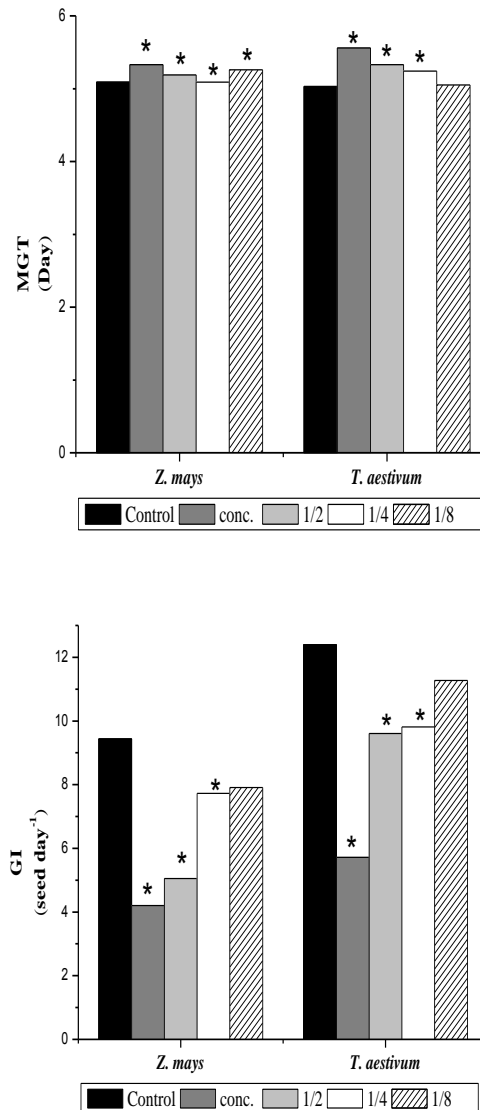 6
* * * *
* * *
4
MGT
(Day)
2
0
Z. mays T. aestivum
Control conc. 1/2 1/4 1/8
12
10
8
GI
(seed day⁻¹)
6
4
2
0
* * *
* * *
Z. mays T. aestivum
Control conc. 1/2 1/4 1/8